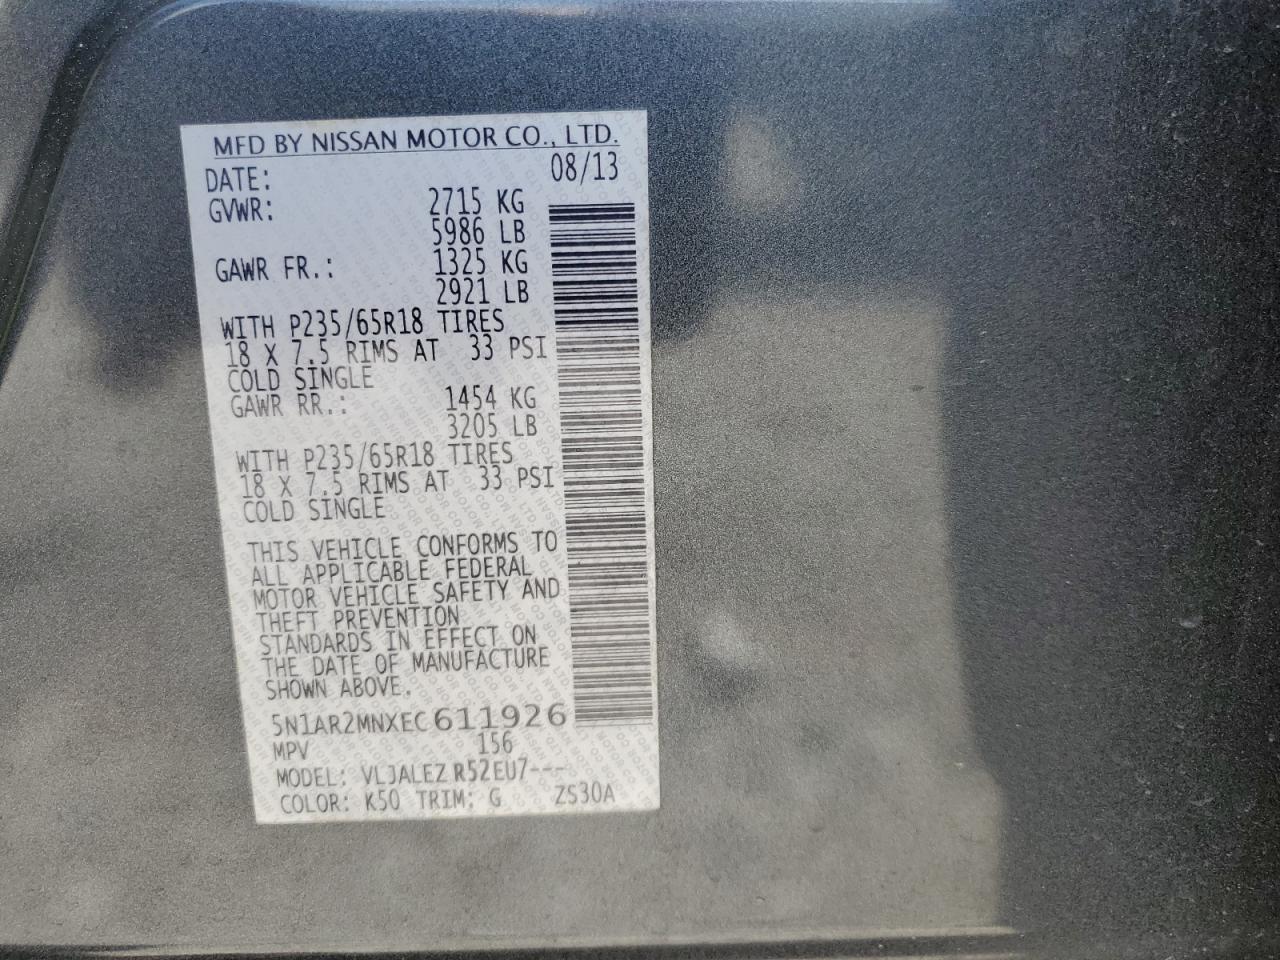 MFD BY NISSAN MOTOR CO., LTD.
DATE: 08/13
GVWR: 2715 KG
5986 LB
GAWR FR.: 1325 KG
2921 LB
WITH P235/65R18 TIRES
18 X 7.5 RIMS AT 33 PSI
COLD SINGLE
GAWR RR.: 1454 KG
3205 LB
WITH P235/65R18 TIRES
18 X 7.5 RIMS AT 33 PSI
COLD SINGLE
THIS VEHICLE CONFORMS TO
ALL APPLICABLE FEDERAL
MOTOR VEHICLE SAFETY AND
THEFT PREVENTION
STANDARDS IN EFFECT ON
THE DATE OF MANUFACTURE
SHOWN ABOVE.
5N1AR2MNXEC611926
MPV 156
MODEL: VLJALEZ R52EU7---
COLOR: K50 TRIM: G ZS30A